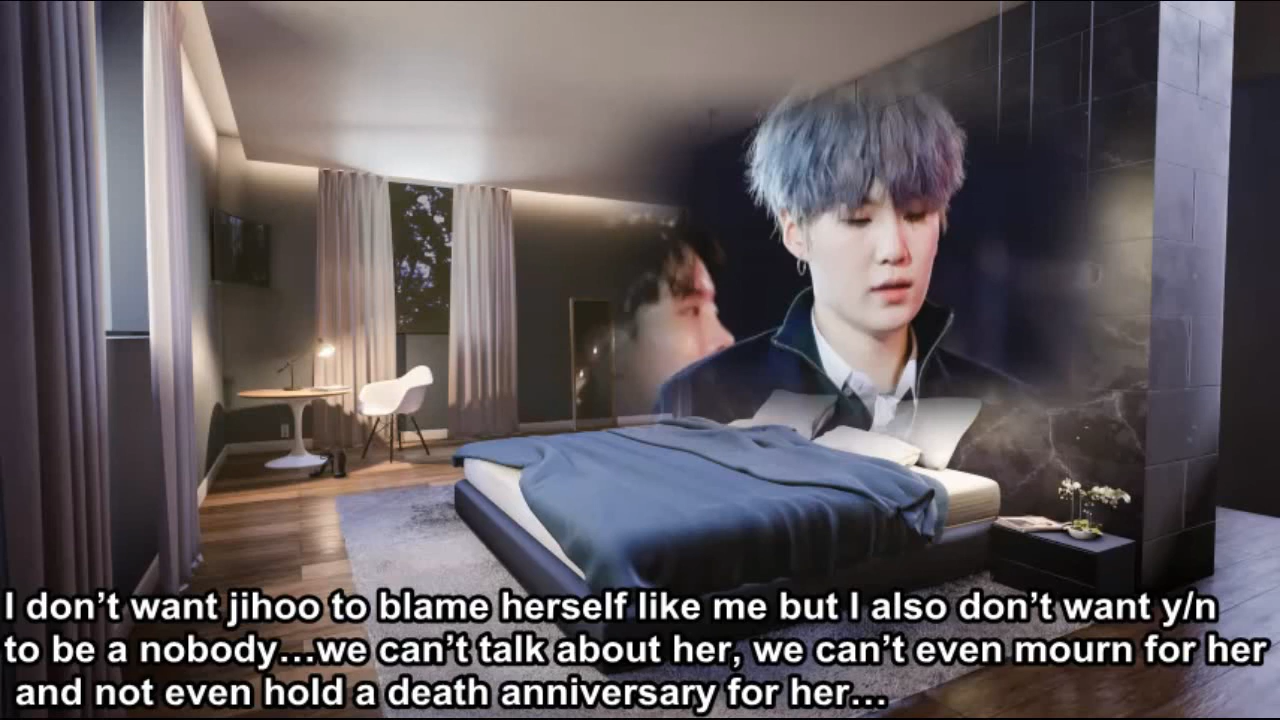 I don’t want jihoo to blame herself like me but I also don’t want y/n
to be a nobody...we can’t talk about her, we can’t even mourn for her
and not even hold a death anniversary for her...